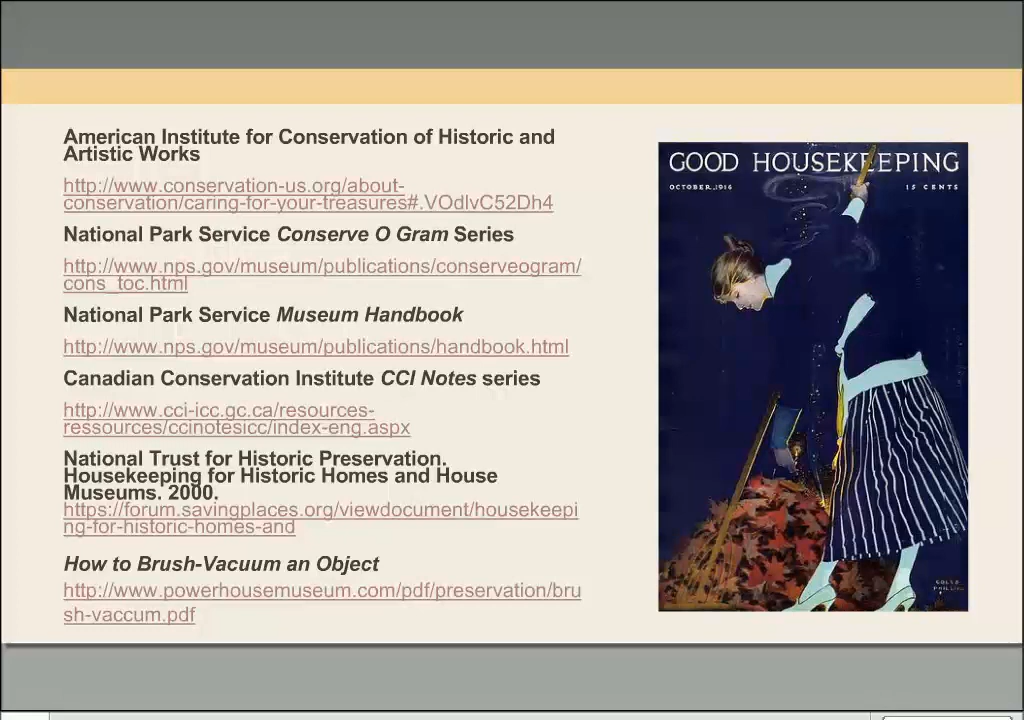 American Institute for Conservation of Historic and
Artistic Works
http://www.conservation-us.org/about-
conservation/caring-for-your-treasures#.VOdlvC52Dh4
National Park Service Conserve O Gram Series
http://www.nps.gov/museum/publications/conserveogram/
cons_toc.html
National Park Service Museum Handbook
http://www.nps.gov/museum/publications/handbook.html
Canadian Conservation Institute CCI Notes series
http://www.cci-icc.gc.ca/resources-
ressources/ccinotesicc/index-eng.aspx
National Trust for Historic Preservation.
Housekeeping for Historic Homes and House
Museums. 2000.
https://forum.savingplaces.org/viewdocument/housekeepi
ng-for-historic-homes-and
How to Brush-Vacuum an Object
http://www.powerhousemuseum.com/pdf/preservation/bru
sh-vaccum.pdf
GOOD HOUSEKEEPING
OCTOBER, 1916 15 CENTS
COLES
PHILLIPS